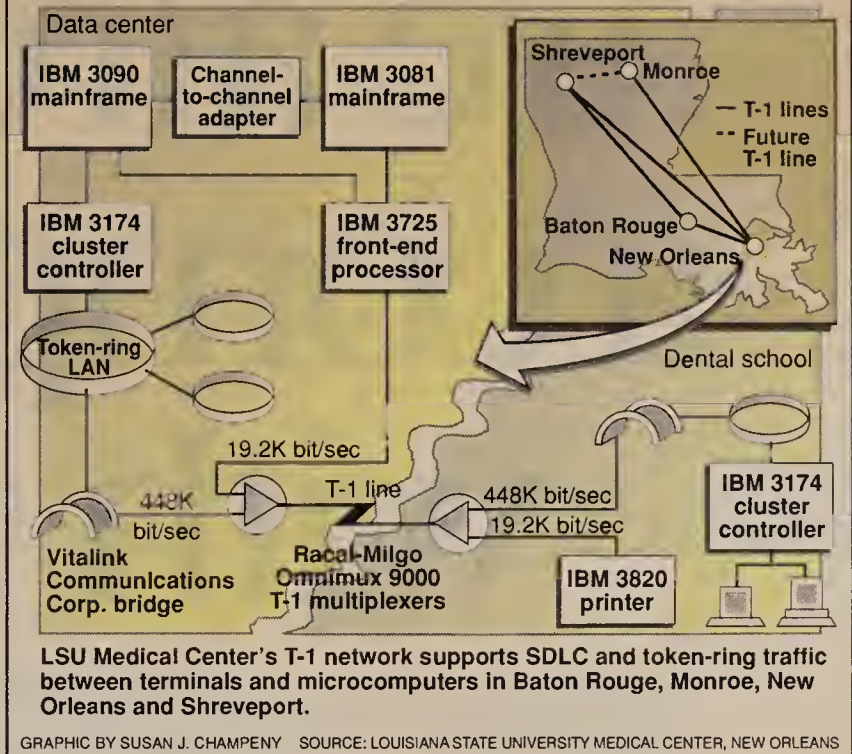 Data center
IBM 3090
mainframe
Channel-
to-channel
adapter
IBM 3081
mainframe
IBM 3174
cluster
controller
IBM 3725
front-end
processor
Token-ring
LAN
19.2K bit/sec
448K
bit/sec
T-1 line
Vitalink
Communications
Corp. bridge
Racal-Milgo
Omnimux 9000
T-1 multiplexers
Shreveport
Monroe
T-1 lines
Future
T-1 line
Baton Rouge
New Orleans
Dental school
448K bit/sec
19.2K bit/sec
IBM 3820
printer
IBM 3174
cluster
controller
LSU Medical Center's T-1 network supports SDLC and token-ring traffic
between terminals and microcomputers in Baton Rouge, Monroe, New
Orleans and Shreveport.
GRAPHIC BY SUSAN J. CHAMPENY SOURCE: LOUISIANA STATE UNIVERSITY MEDICAL CENTER, NEW ORLEANS